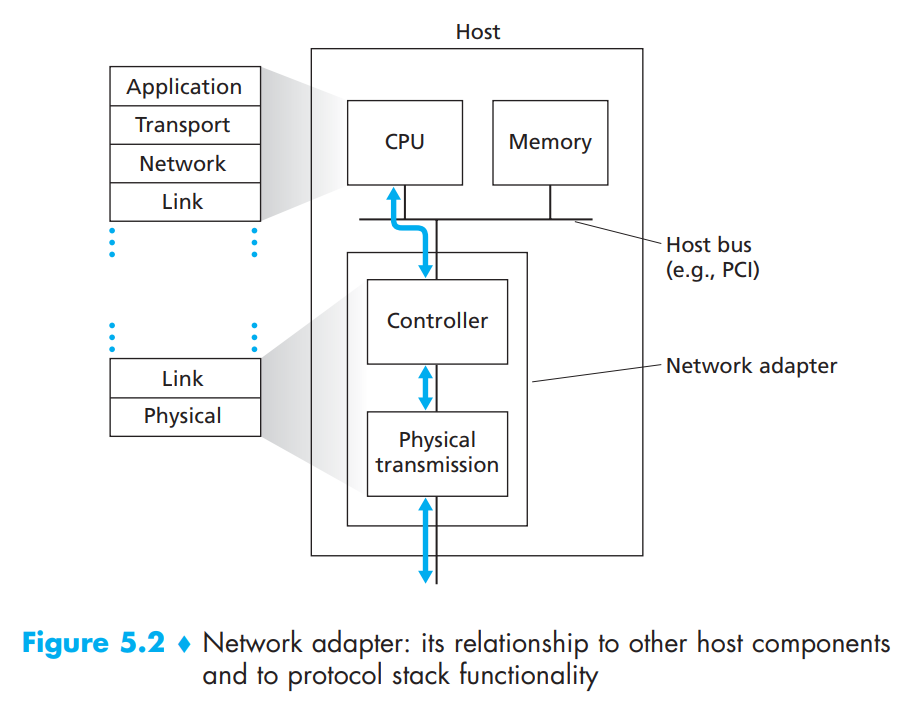 Host
Application
Transport
Network
Link
CPU
Memory
Host bus
(e.g., PCI)
Controller
Network adapter
Link
Physical
Physical
transmission
Figure 5.2 ♦ Network adapter: its relationship to other host components
and to protocol stack functionality